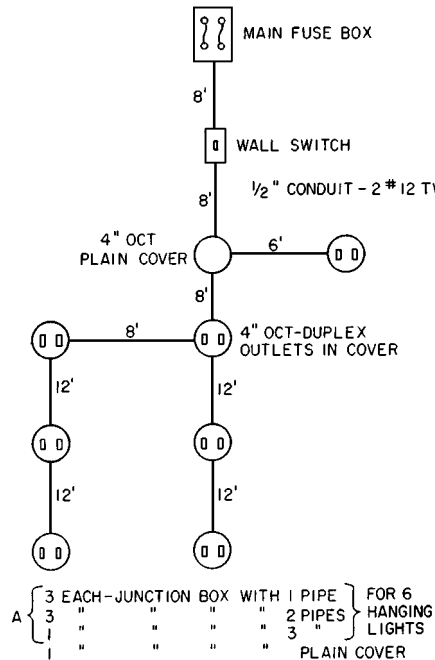 MAIN FUSE BOX
8'
WALL SWITCH
1/2" CONDUIT - 2 #12 TW
8'
4" OCT
PLAIN COVER
6'
8'
8'
4" OCT-DUPLEX
OUTLETS IN COVER
12'
12'
12'
12'
A { 3 EACH-JUNCTION BOX WITH 1 PIPE } FOR 6
3 " " " " 2 PIPES HANGING
1 " " " " 3 " LIGHTS
1 " " " " PLAIN COVER